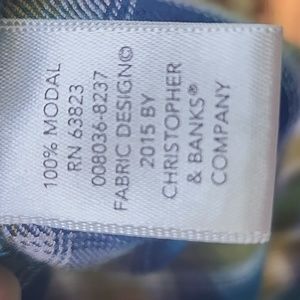 100% MODAL
RN 63823
008036-8237
FABRIC DESIGN©
2015 BY
CHRISTOPHER
& BANKS®
COMPANY